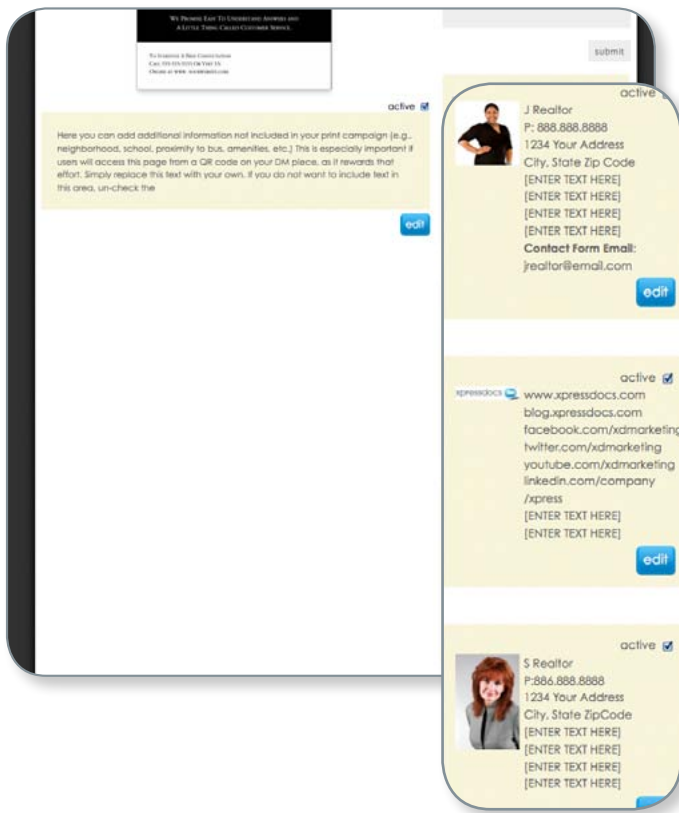 WE PROMISE EASY TO UNDERSTAND ANSWERS AND
A LITTLE THING CALLED CUSTOMER SERVICE.
TO SCHEDULE A FREE CONSULTATION
CALL 555.555.5555 OR VISIT US
ONLINE AT WWW.
active
Here you can add additional information not included in your print campaign (e.g.,
neighborhood, school, proximity to bus, amenities, etc.) This is especially important if
users will access this page from a QR code on your DM piece, as it rewards that
effort. Simply replace this text with your own. If you do not want to include text in
this area, un-check the
edit
submit
active
J Realtor
P: 888.888.8888
1234 Your Address
City, State Zip Code
[ENTER TEXT HERE]
[ENTER TEXT HERE]
[ENTER TEXT HERE]
[ENTER TEXT HERE]
Contact Form Email:
jrealtor@email.com
edit
active
xpressdocs
www.xpressdocs.com
blog.xpressdocs.com
facebook.com/xdmarketing
twitter.com/xdmarketing
youtube.com/xdmarketing
linkedin.com/company
/xpress
[ENTER TEXT HERE]
[ENTER TEXT HERE]
edit
active
S Realtor
P:886.888.8888
1234 Your Address
City, State ZipCode
[ENTER TEXT HERE]
[ENTER TEXT HERE]
[ENTER TEXT HERE]
[ENTER TEXT HERE]